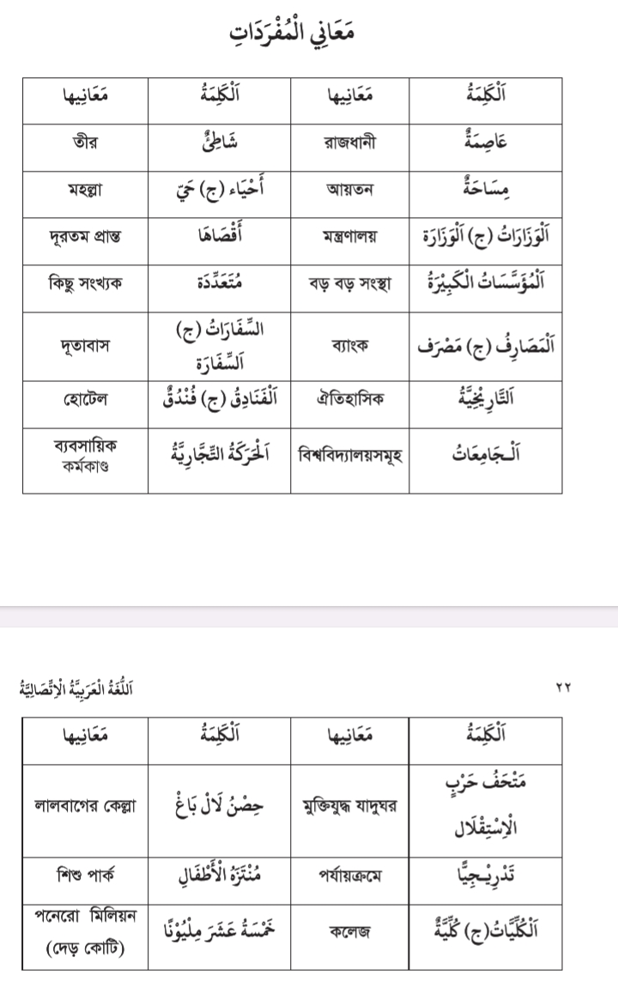 مَعَانِي الْمُفْرَدَاتِ
اَلْكَلِمَةُ مَعَانِيها اَلْكَلِمَةُ مَعَانِيها
عَاصِمَةٌ রাজধানী شَاطِئٌ তীর
مِسَاحَةٌ আয়তন أَحْيَاء (ج) حَيّ মহল্লা
اَلْوَزَارَاتُ (ج) اَلْوَزَارَة মন্ত্রণালয় أَقْصَاهَا দূরতম প্রান্ত
اَلْمُؤَسَّسَاتُ الْكَبِيْرَةُ বড় বড় সংস্থা مُتَعَدِّدَة কিছু সংখ্যক
اَلْمَصَارِفُ (ج) مَصْرَف ব্যাংক السِّفَارَاتُ (ج) দূতাবাস
اَلسِّفَارَة
اَلتَّارِيْخِيَّةُ ঐতিহাসিক اَلْفَنَادِقُ (ج) فُنْدُقٌ হোটেল
اَلْجَامِعَاتُ বিশ্ববিদ্যালয়সমূহ اَلْحَرَكَةُ التِّجَّارِيَّةُ ব্যবসায়িক
কর্মকাণ্ড
٢٢ اَللُّغَةُ الْعَرَبِيَّةُ الْاِتِّصَالِيَّةُ
اَلْكَلِمَةُ مَعَانِيها اَلْكَلِمَةُ مَعَانِيها
مَتْحَفُ حَرْبِ মুক্তিযুদ্ধ যাদুঘর حِصْنُ لَالْ بَاغْ লালবাগের কেল্লা
الْاِسْتِقْلَال
تَدْرِيْجِيًّا পর্যায়ক্রমে مُنْتَزَهُ الْأَطْفَالِ শিশু পার্ক
اَلْكُلِّيَّاتُ(ج) كُلِّيَّةٌ কলেজ خَمْسَةُ عَشَرَ مِلْيُوْنًا পনেরো মিলিয়ন
(দেড় কোটি)